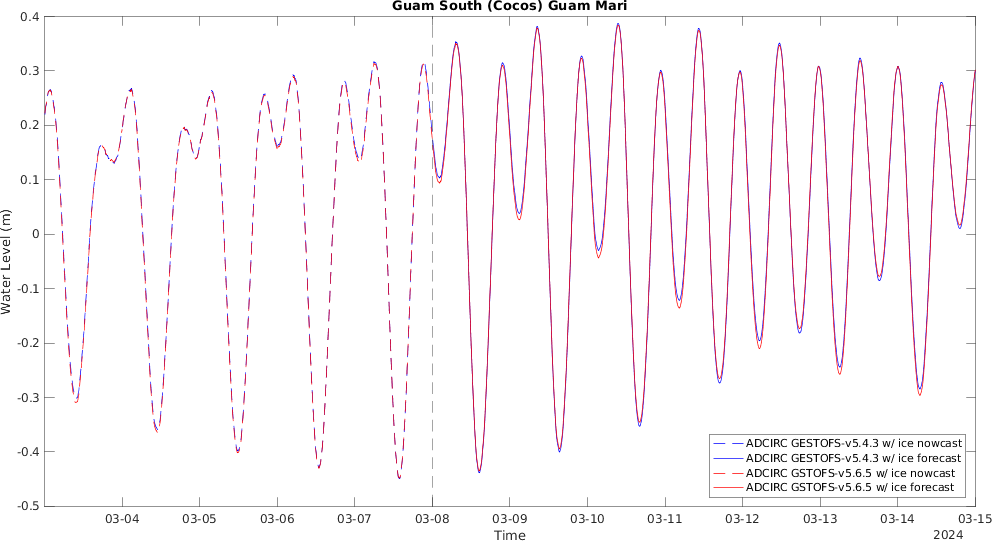 Guam South (Cocos) Guam Mari
0.4
0.3
0.2
0.1
0
-0.1
-0.2
-0.3
-0.4
-0.5
Water Level (m)
ADCIRC GESTOFS-v5.4.3 w/ ice nowcast
ADCIRC GESTOFS-v5.4.3 w/ ice forecast
ADCIRC GSTOFS-v5.6.5 w/ ice nowcast
ADCIRC GSTOFS-v5.6.5 w/ ice forecast
03-04 03-05 03-06 03-07 03-08 03-09 03-10 03-11 03-12 03-13 03-14 03-15
Time
2024